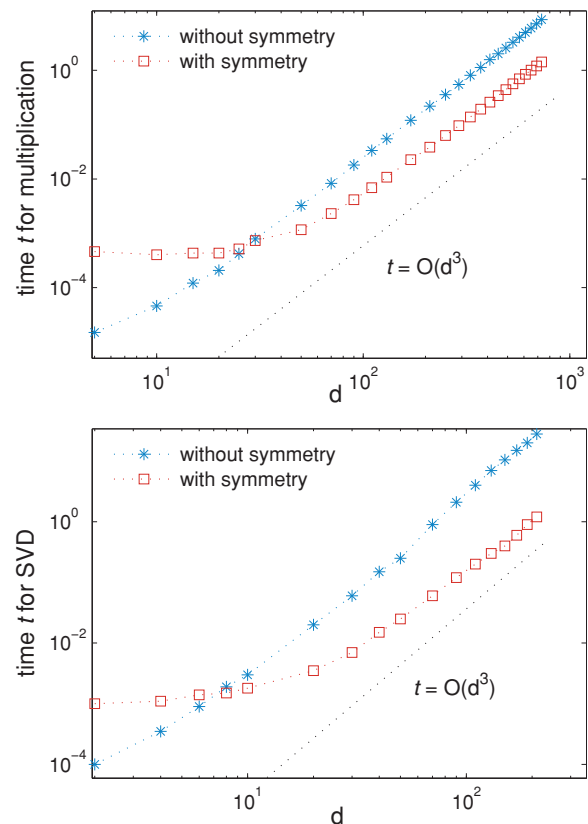 without symmetry
with symmetry
time t for multiplication
10^0
10^-2
10^-4
t = O(d^3)
10^1
10^2
10^3
d
without symmetry
with symmetry
time t for SVD
10^0
10^-2
10^-4
t = O(d^3)
10^1
10^2
d